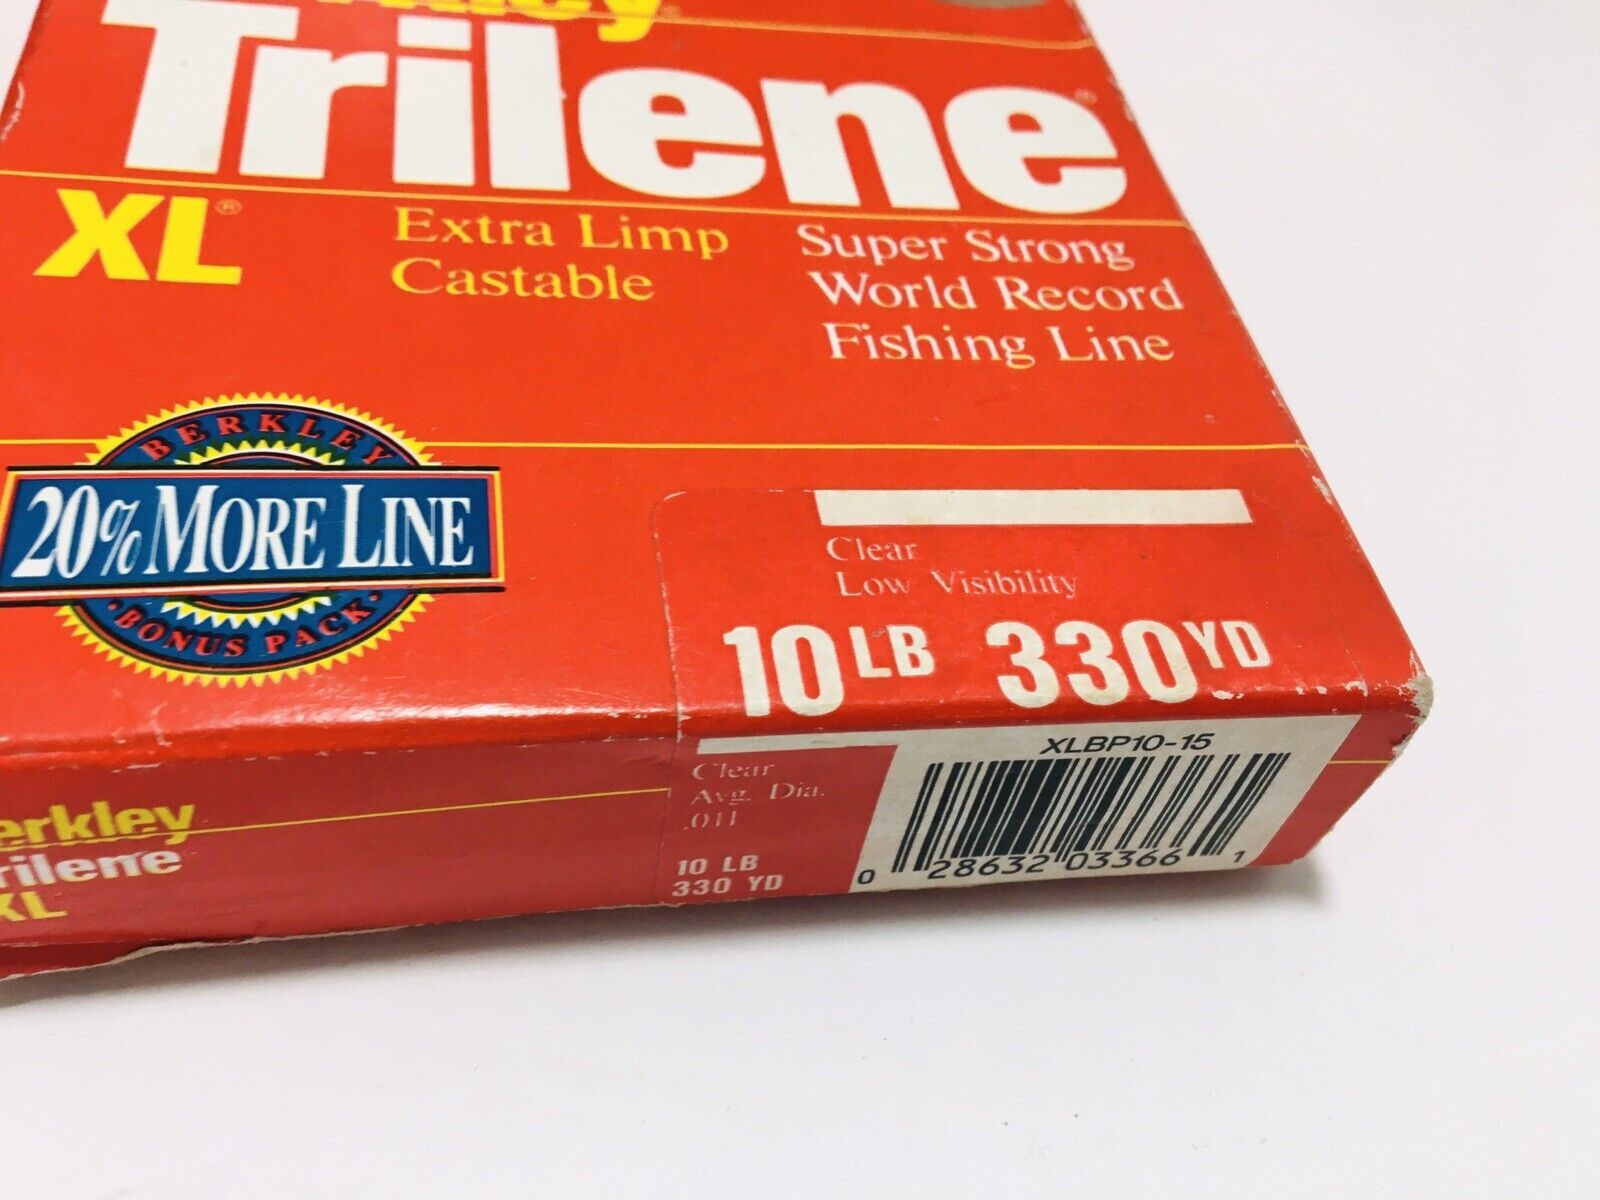 Trilene®
XL®
Extra Limp
Castable
Super Strong
World Record
Fishing Line
BERKLEY
20% MORE LINE
• BONUS PACK •
Clear
Low Visibility
10 LB 330 YD
XLBP10-15
Clear
Avg. Dia.
.011
10 LB
330 YD
0 28632 03366 1
erkley
rilene
XL